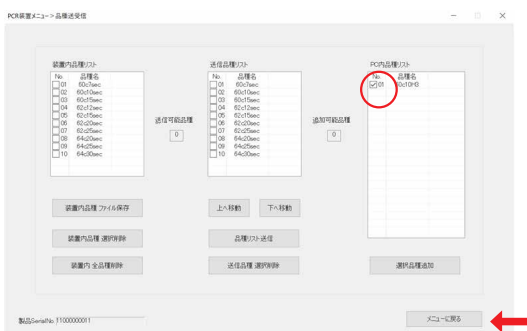 PCR装置メニュー->品種送受信
装置内品種リスト
No. 品種名
01 60c7sec
02 60c10sec
03 60c15sec
04 62c12sec
05 62c15sec
06 62c20sec
07 62c25sec
08 64c20sec
09 64c25sec
10 64c30sec
送信可能品種
0
送信品種リスト
No. 品種名
01 60c7sec
02 60c10sec
03 60c15sec
04 62c12sec
05 62c15sec
06 62c20sec
07 62c25sec
08 64c20sec
09 64c25sec
10 64c30sec
追加可能品種
0
PC内品種リスト
No. 品種名
01 60c10H3
装置内品種 ファイル保存
装置内品種 選択削除
装置内 全品種削除
上へ移動 下へ移動
品種リスト送信
送信品種 選択削除
選択品種追加
製品SerialNo. 11000000011
メニューに戻る